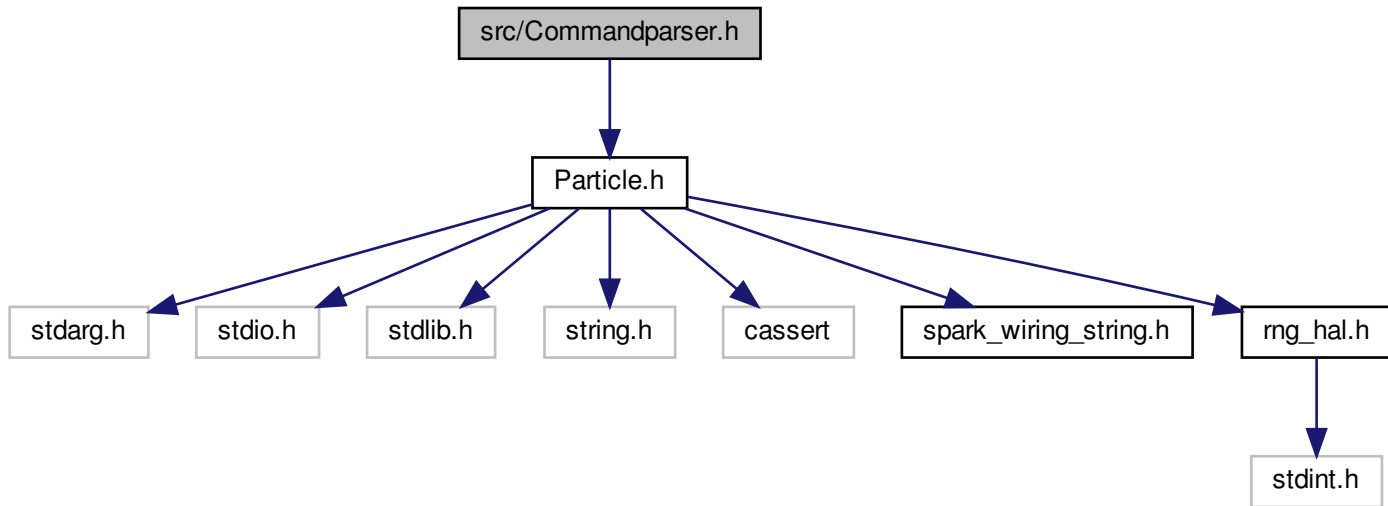 src/Commandparser.h
Particle.h
stdarg.h
stdio.h
stdlib.h
string.h
cassert
spark_wiring_string.h
rng_hal.h
stdint.h